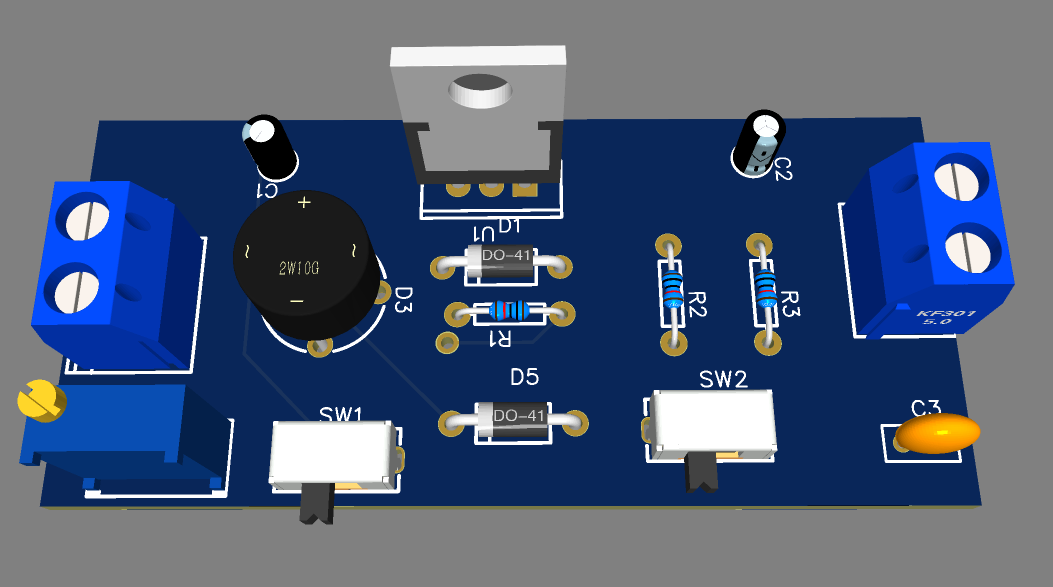 C1
C2
+
~ ~
2W10G
−
D1
U1
DO-41
D3
R1
R2
R3
KF301
5.0
D5
DO-41
SW1
SW2
C3